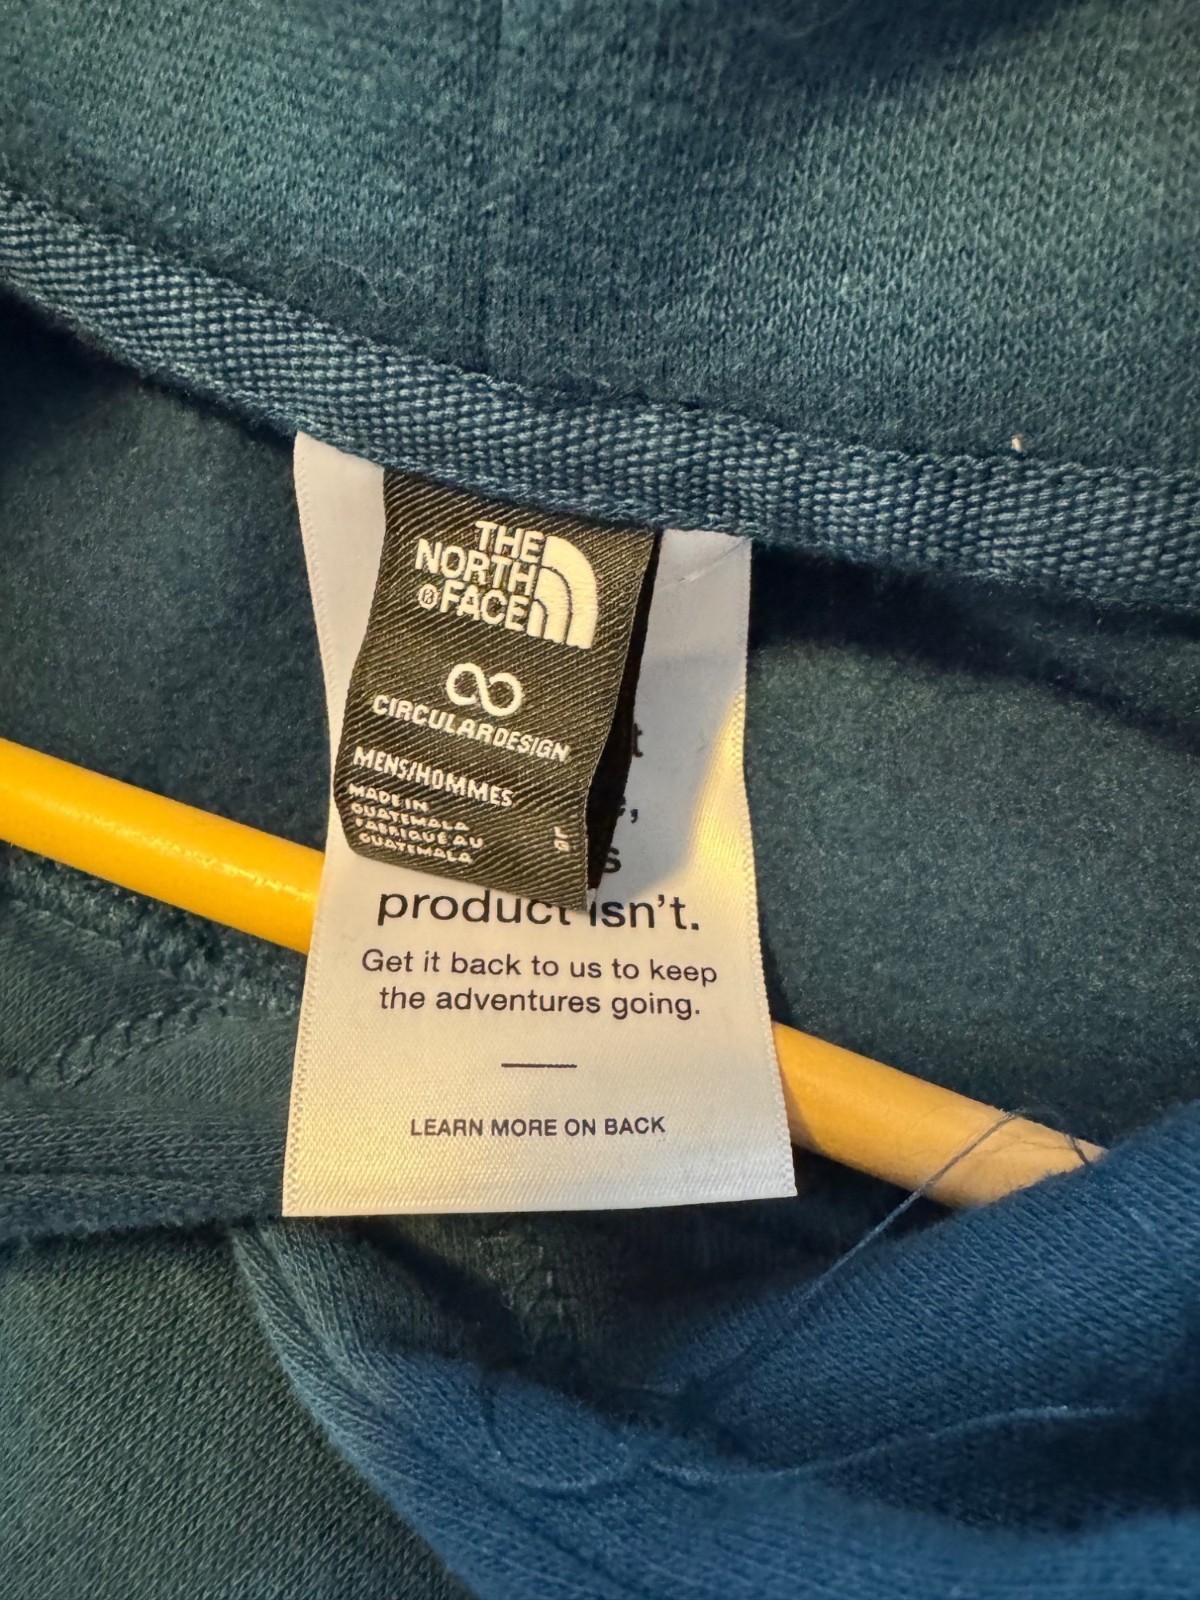 THE
NORTH
®FACE
CIRCULARDESIGN
MENS/HOMMES
MADE IN
GUATEMALA
FABRIQUÉ AU
GUATEMALA
product isn't.
Get it back to us to keep
the adventures going.
LEARN MORE ON BACK